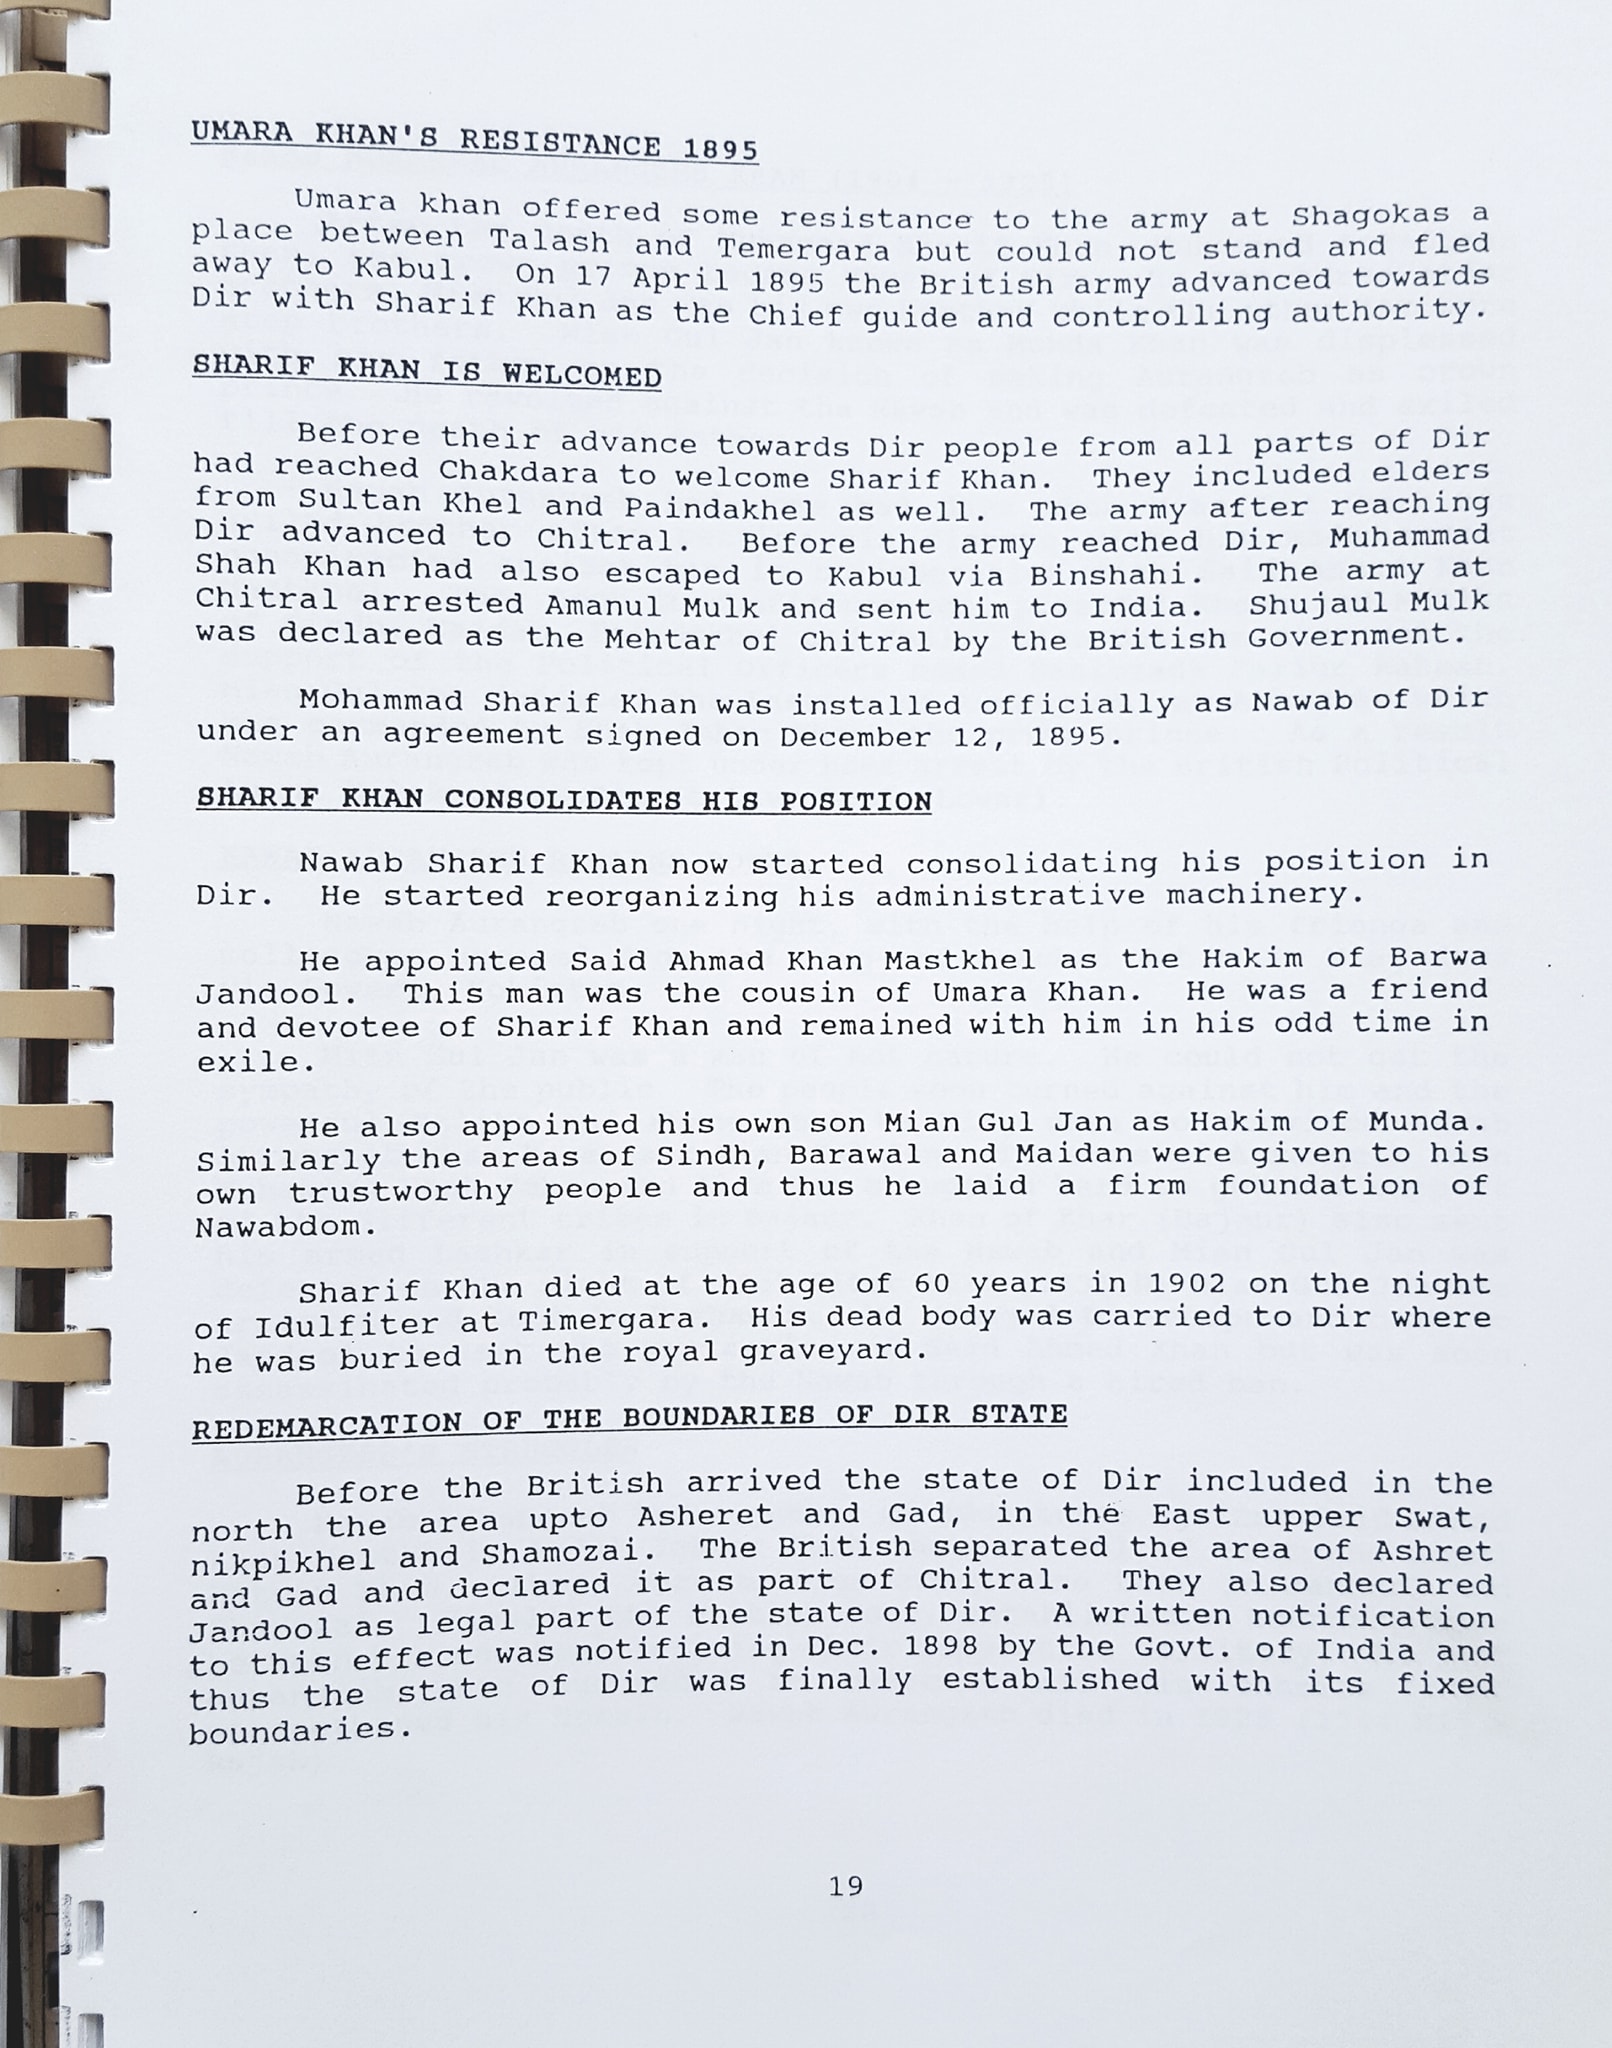 UMARA KHAN'S RESISTANCE 1895
Umara khan offered some resistance to the army at Shagokas a
place between Talash and Temergara but could not stand and fled
away to Kabul. On 17 April 1895 the British army advanced towards
Dir with Sharif Khan as the Chief guide and controlling authority.
SHARIF KHAN IS WELCOMED
Before their advance towards Dir people from all parts of Dir
had reached Chakdara to welcome Sharif Khan. They included elders
from Sultan Khel and Paindakhel as well. The army after reaching
Dir advanced to Chitral. Before the army reached Dir, Muhammad
Shah Khan had also escaped to Kabul via Binshahi. The army at
Chitral arrested Amanul Mulk and sent him to India. Shujaul Mulk
was declared as the Mehtar of Chitral by the British Government.
Mohammad Sharif Khan was installed officially as Nawab of Dir
under an agreement signed on December 12, 1895.
SHARIF KHAN CONSOLIDATES HIS POSITION
Nawab Sharif Khan now started consolidating his position in
Dir. He started reorganizing his administrative machinery.
He appointed Said Ahmad Khan Mastkhel as the Hakim of Barwa
Jandool. This man was the cousin of Umara Khan. He was a friend
and devotee of Sharif Khan and remained with him in his odd time in
exile.
He also appointed his own son Mian Gul Jan as Hakim of Munda.
Similarly the areas of Sindh, Barawal and Maidan were given to his
own trustworthy people and thus he laid a firm foundation of
Nawabdom.
Sharif Khan died at the age of 60 years in 1902 on the night
of Idulfiter at Timergara. His dead body was carried to Dir where
he was buried in the royal graveyard.
REDEMARCATION OF THE BOUNDARIES OF DIR STATE
Before the British arrived the state of Dir included in the
north the area upto Asheret and Gad, in the East upper Swat,
nikpikhel and Shamozai. The British separated the area of Ashret
and Gad and declared it as part of Chitral. They also declared
Jandool as legal part of the state of Dir. A written notification
to this effect was notified in Dec. 1898 by the Govt. of India and
thus the state of Dir was finally established with its fixed
boundaries.
19